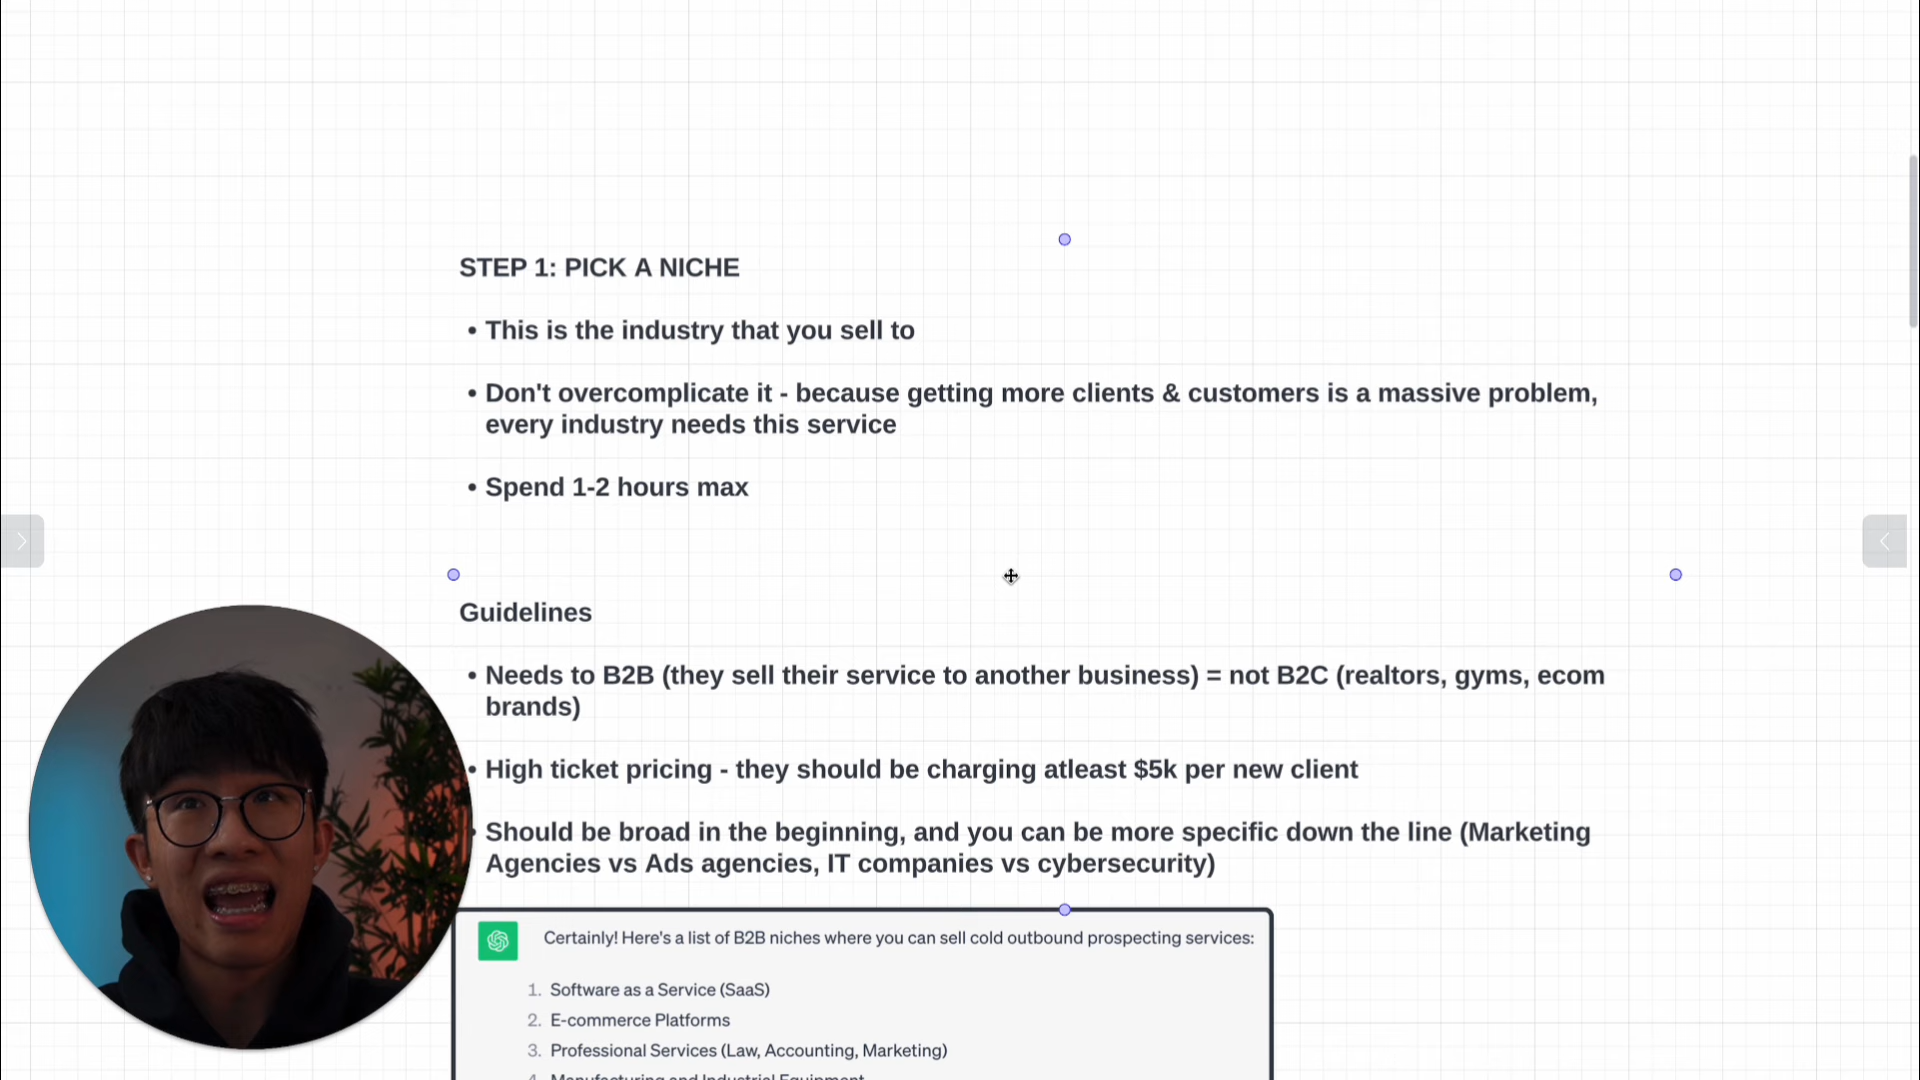 STEP 1: PICK A NICHE
• This is the industry that you sell to
• Don't overcomplicate it - because getting more clients & customers is a massive problem,
every industry needs this service
• Spend 1-2 hours max
Guidelines
• Needs to B2B (they sell their service to another business) = not B2C (realtors, gyms, ecom
brands)
• High ticket pricing - they should be charging atleast $5k per new client
• Should be broad in the beginning, and you can be more specific down the line (Marketing
Agencies vs Ads agencies, IT companies vs cybersecurity)
Certainly! Here's a list of B2B niches where you can sell cold outbound prospecting services:
1. Software as a Service (SaaS)
2. E-commerce Platforms
3. Professional Services (Law, Accounting, Marketing)
4. Manufacturing and Industrial Equipment